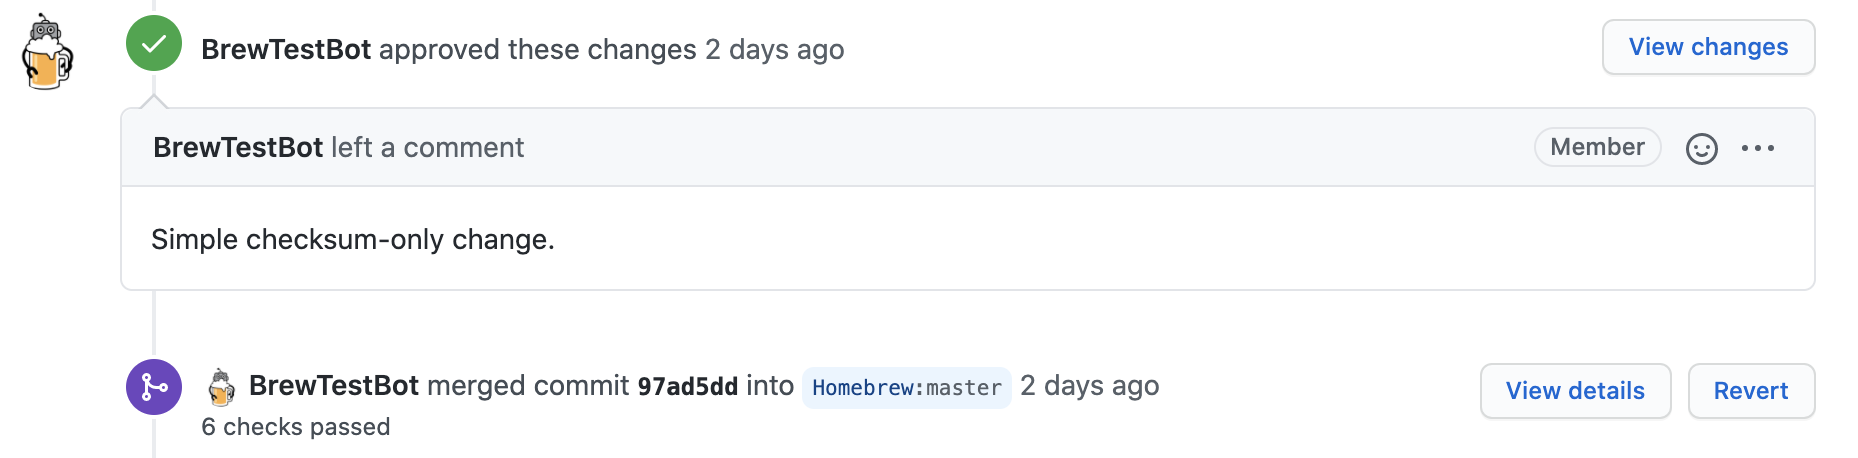 BrewTestBot approved these changes 2 days ago
View changes
BrewTestBot left a comment
Member
Simple checksum-only change.
BrewTestBot merged commit 97ad5dd into Homebrew:master 2 days ago
View details
Revert
6 checks passed